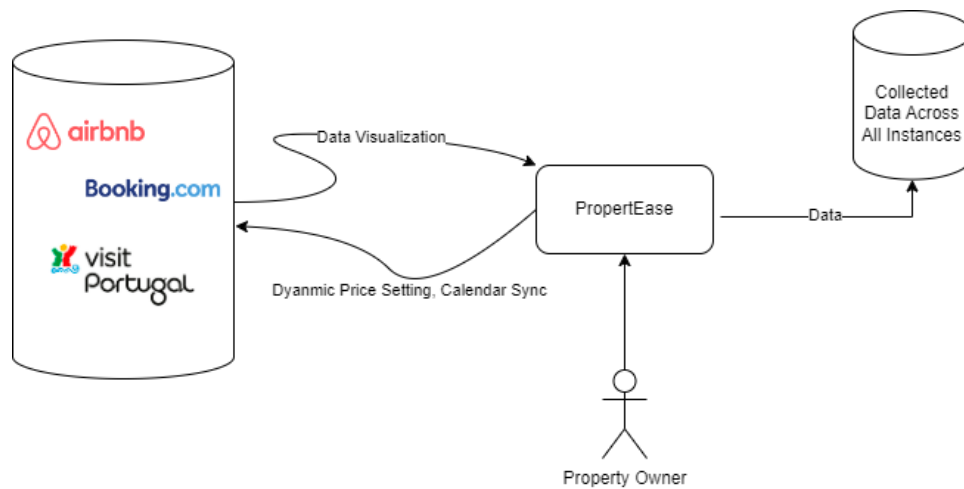 airbnb
Booking.com
visit
Portugal
Data Visualization
Dyanmic Price Setting, Calendar Sync
PropertEase
Property Owner
Data
Collected
Data Across
All Instances